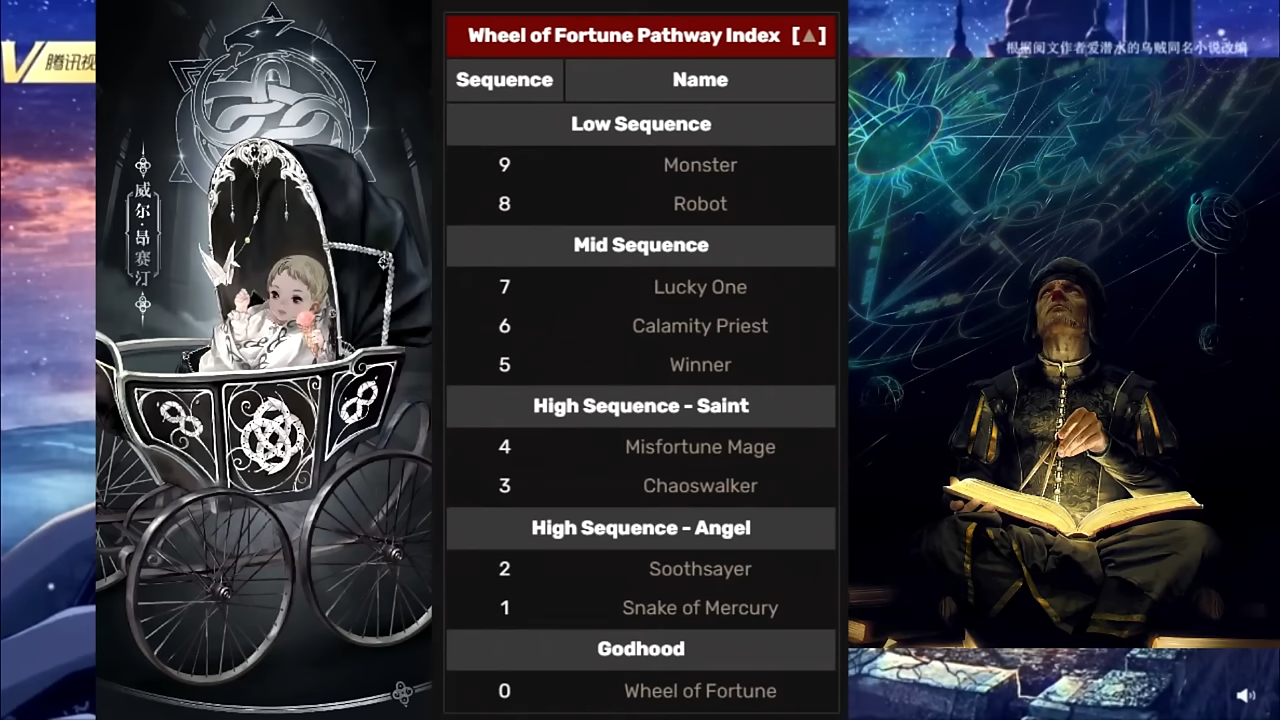 腾讯视
威尔·昂赛汀
Wheel of Fortune Pathway Index [▲]
Sequence Name
Low Sequence
9 Monster
8 Robot
Mid Sequence
7 Lucky One
6 Calamity Priest
5 Winner
High Sequence - Saint
4 Misfortune Mage
3 Chaoswalker
High Sequence - Angel
2 Soothsayer
1 Snake of Mercury
Godhood
0 Wheel of Fortune
根据阅文作者爱潜水的乌贼同名小说改编